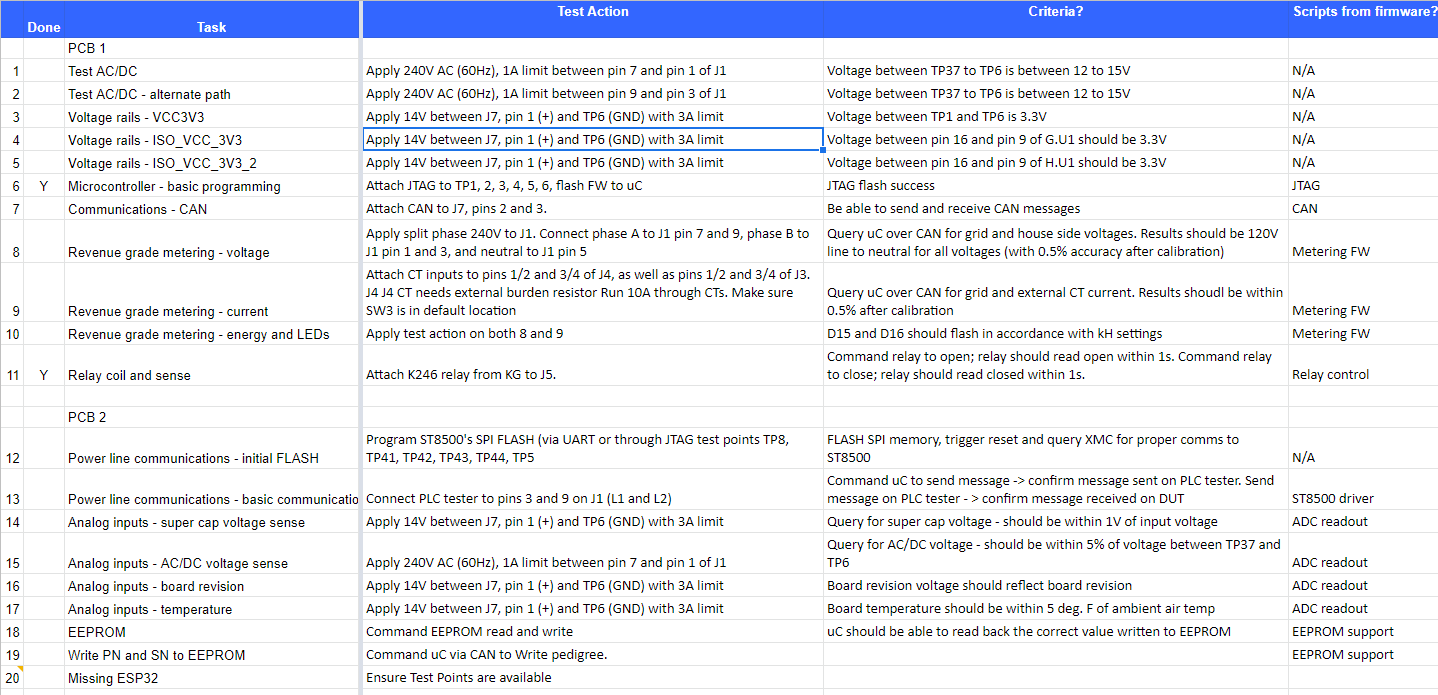 Done Task Test Action Criteria? Scripts from firmware?
PCB 1
1 Test AC/DC Apply 240V AC (60Hz), 1A limit between pin 7 and pin 1 of J1 Voltage between TP37 to TP6 is between 12 to 15V N/A
2 Test AC/DC - alternate path Apply 240V AC (60Hz), 1A limit between pin 9 and pin 3 of J1 Voltage between TP37 to TP6 is between 12 to 15V N/A
3 Voltage rails - VCC3V3 Apply 14V between J7, pin 1 (+) and TP6 (GND) with 3A limit Voltage between TP1 and TP6 is 3.3V N/A
4 Voltage rails - ISO_VCC_3V3 Apply 14V between J7, pin 1 (+) and TP6 (GND) with 3A limit Voltage between pin 16 and pin 9 of G.U1 should be 3.3V N/A
5 Voltage rails - ISO_VCC_3V3_2 Apply 14V between J7, pin 1 (+) and TP6 (GND) with 3A limit Voltage between pin 16 and pin 9 of H.U1 should be 3.3V N/A
6 Y Microcontroller - basic programming Attach JTAG to TP1, 2, 3, 4, 5, 6, flash FW to uC JTAG flash success JTAG
7 Communications - CAN Attach CAN to J7, pins 2 and 3. Be able to send and receive CAN messages CAN
Apply split phase 240V to J1. Connect phase A to J1 pin 7 and 9, phase B to Query uC over CAN for grid and house side voltages. Results should be 120V
8 Revenue grade metering - voltage J1 pin 1 and 3, and neutral to J1 pin 5 line to neutral for all voltages (with 0.5% accuracy after calibration) Metering FW
Attach CT inputs to pins 1/2 and 3/4 of J4, as well as pins 1/2 and 3/4 of J3.
J4 J4 CT needs external burden resistor Run 10A through CTs. Make sure Query uC over CAN for grid and external CT current. Results shoudl be within
9 Revenue grade metering - current SW3 is in default location 0.5% after calibration Metering FW
10 Revenue grade metering - energy and LEDs Apply test action on both 8 and 9 D15 and D16 should flash in accordance with kH settings Metering FW
Command relay to open; relay should read open within 1s. Command relay
11 Y Relay coil and sense Attach K246 relay from KG to J5. to close; relay should read closed within 1s. Relay control
PCB 2
Program ST8500's SPI FLASH (via UART or through JTAG test points TP8, FLASH SPI memory, trigger reset and query XMC for proper comms to
12 Power line communications - initial FLASH TP41, TP42, TP43, TP44, TP5 ST8500 N/A
Command uC to send message -> confirm message sent on PLC tester. Send
13 Power line communications - basic communicatio Connect PLC tester to pins 3 and 9 on J1 (L1 and L2) message on PLC tester - > confirm message received on DUT ST8500 driver
14 Analog inputs - super cap voltage sense Apply 14V between J7, pin 1 (+) and TP6 (GND) with 3A limit Query for super cap voltage - should be within 1V of input voltage ADC readout
Query for AC/DC voltage - should be within 5% of voltage between TP37 and
15 Analog inputs - AC/DC voltage sense Apply 240V AC (60Hz), 1A limit between pin 7 and pin 1 of J1 TP6 ADC readout
16 Analog inputs - board revision Apply 14V between J7, pin 1 (+) and TP6 (GND) with 3A limit Board revision voltage should reflect board revision ADC readout
17 Analog inputs - temperature Apply 14V between J7, pin 1 (+) and TP6 (GND) with 3A limit Board temperature should be within 5 deg. F of ambient air temp ADC readout
18 EEPROM Command EEPROM read and write uC should be able to read back the correct value written to EEPROM EEPROM support
19 Write PN and SN to EEPROM Command uC via CAN to Write pedigree. EEPROM support
20 Missing ESP32 Ensure Test Points are available